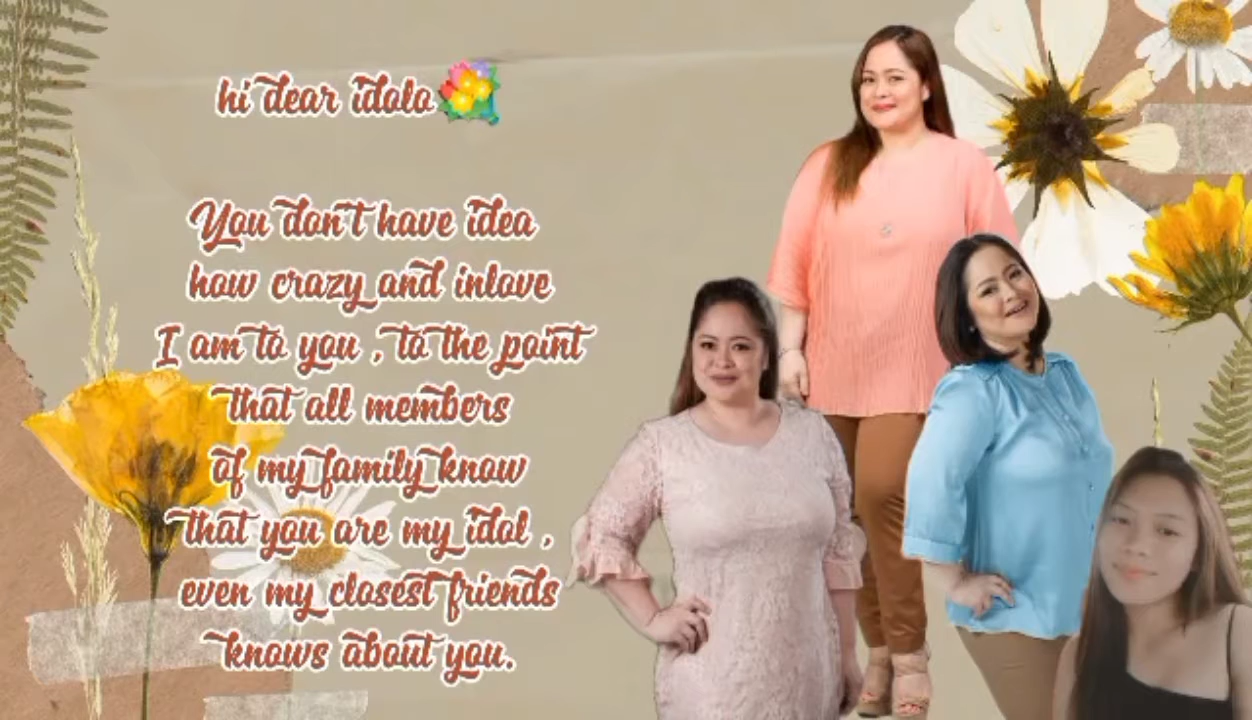 hi dear idolo
You don't have idea
how crazy and inlove
I am to you , to the point
that all members
of my family know
that you are my idol ,
even my closest friends
knows about you.